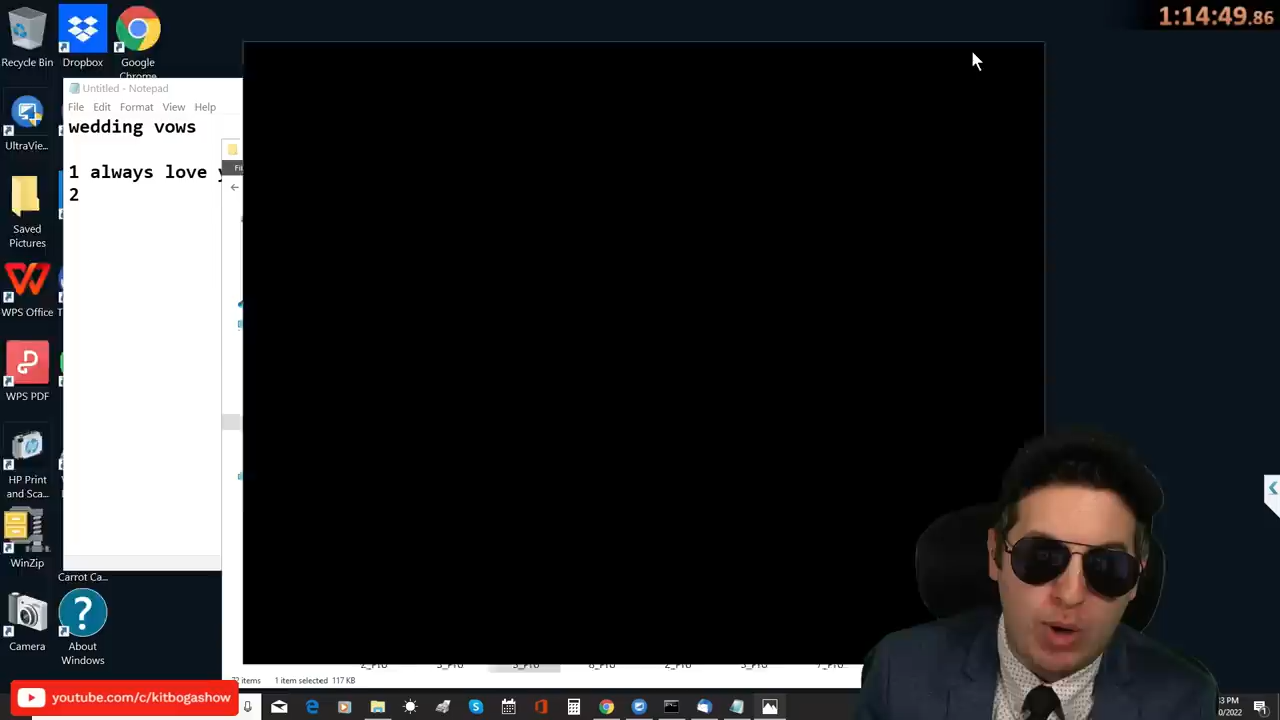 1:14:49.86
Recycle Bin
Dropbox
Google
Chrome
Untitled - Notepad
File Edit Format View Help
wedding vows
1 always love
2
UltraVie...
Saved
Pictures
WPS Office
WPS PDF
HP Print
and Sca...
WinZip
Carrot Ca...
Camera
About
Windows
1 item selected 117 KB
youtube.com/c/kitbogashow